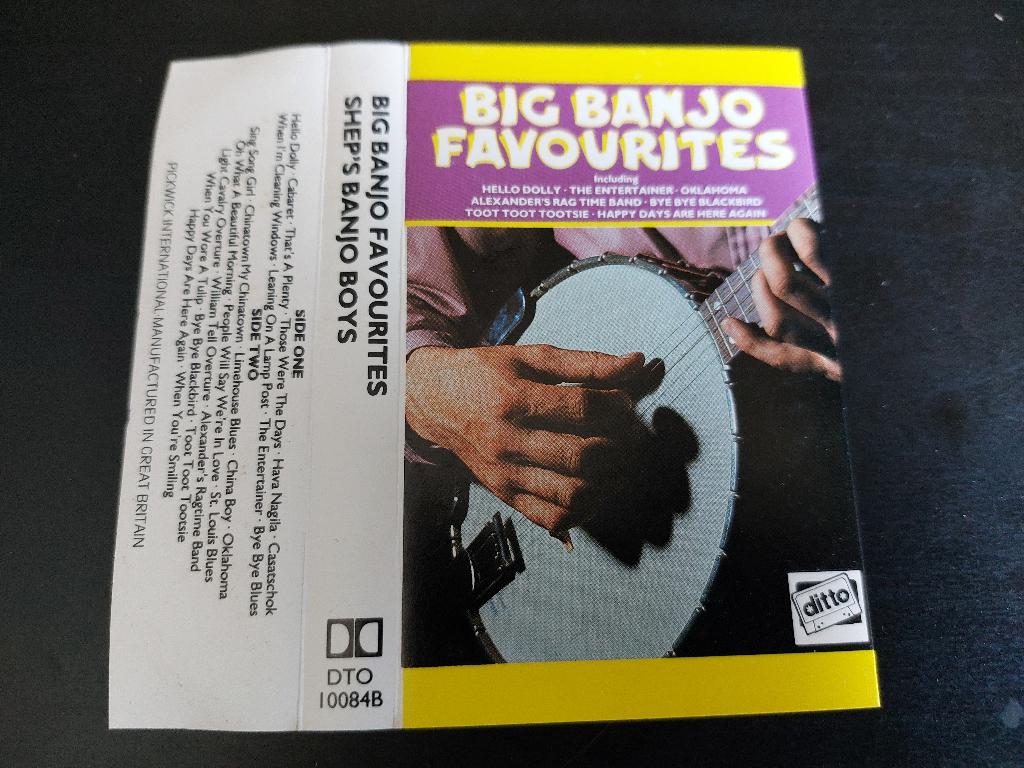 BIG BANJO
FAVOURITES
Including
HELLO DOLLY · THE ENTERTAINER · OKLAHOMA
ALEXANDER'S RAG TIME BAND · BYE BYE BLACKBIRD
TOOT TOOT TOOTSIE · HAPPY DAYS ARE HERE AGAIN
ditto
BIG BANJO FAVOURITES
SHEP'S BANJO BOYS
DTO
10084B
SIDE ONE
Hello Dolly · Cabaret · That's A Plenty · Those Were The Days · Hava Nagila · Casatschok
When I'm Cleaning Windows · Leaning On A Lamp Post · The Entertainer · Bye Bye Blues
SIDE TWO
Sing Song Girl · Chinatown My Chinatown · Limehouse Blues · China Boy · Oklahoma
Oh What A Beautiful Morning · People Will Say We're In Love · St. Louis Blues
Light Cavalry Overture · William Tell Overture · Alexander's Ragtime Band
When You Wore A Tulip · Bye Bye Blackbird · Toot Toot Tootsie
Happy Days Are Here Again · When You're Smiling
PICKWICK INTERNATIONAL·MANUFACTURED IN GREAT BRITAIN